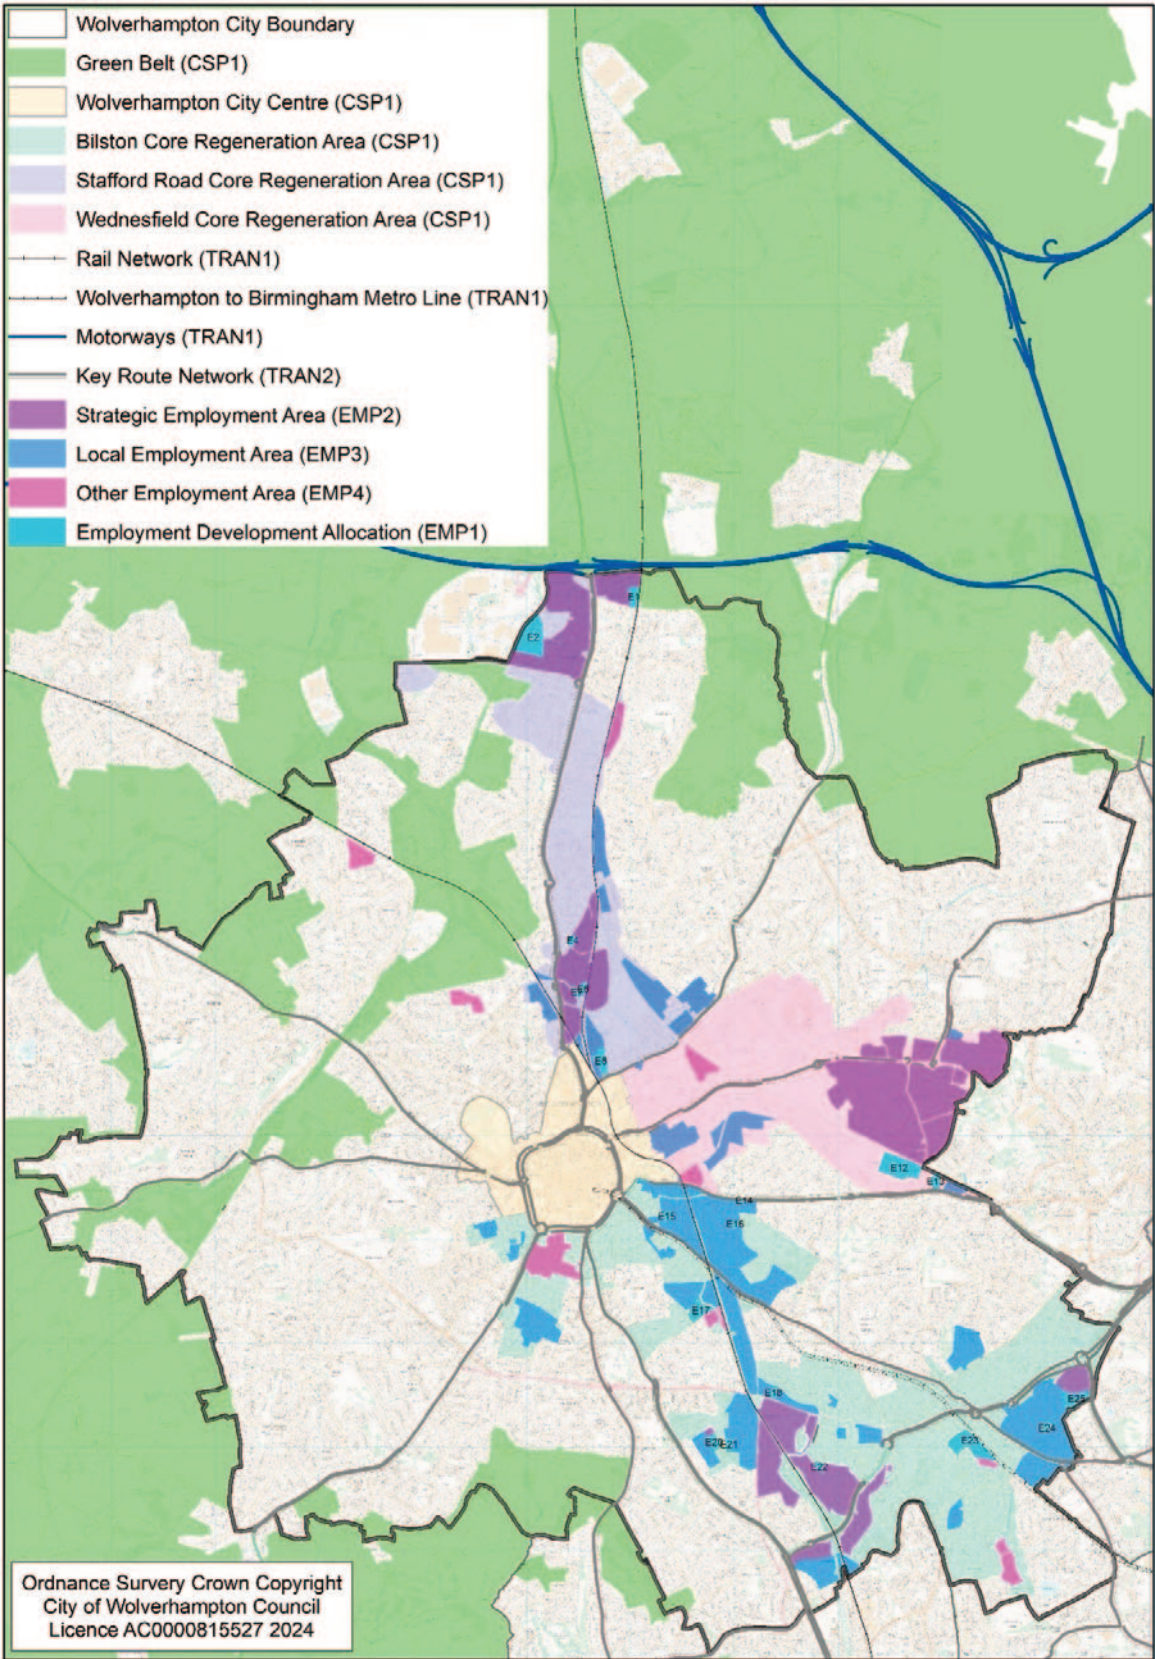 Wolverhampton City Boundary
Green Belt (CSP1)
Wolverhampton City Centre (CSP1)
Bilston Core Regeneration Area (CSP1)
Stafford Road Core Regeneration Area (CSP1)
Wednesfield Core Regeneration Area (CSP1)
Rail Network (TRAN1)
Wolverhampton to Birmingham Metro Line (TRAN1)
Motorways (TRAN1)
Key Route Network (TRAN2)
Strategic Employment Area (EMP2)
Local Employment Area (EMP3)
Other Employment Area (EMP4)
Employment Development Allocation (EMP1)
E1
E2
E4
E8
E12
E13
E14
E15
E16
E17
E18
E20
E21
E22
E23
E24
E25
Ordnance Survery Crown Copyright
City of Wolverhampton Council
Licence AC0000815527 2024